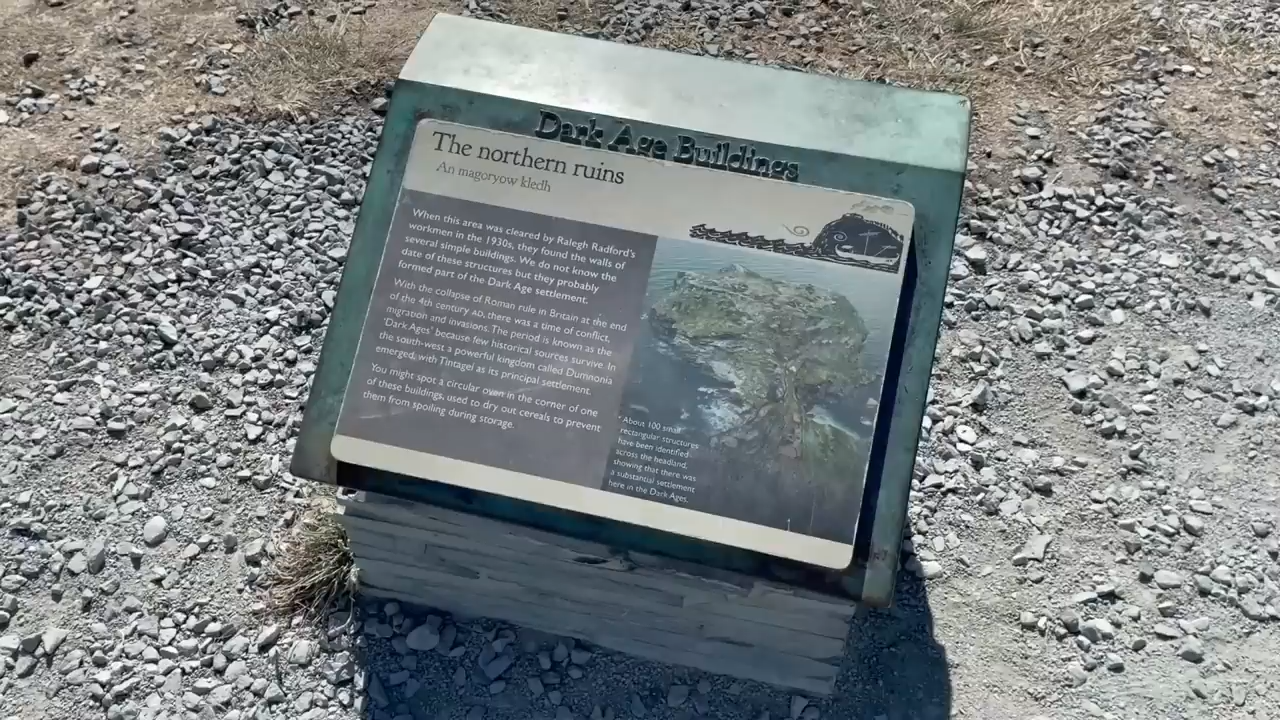 Dark Age Buildings
The northern ruins
An magoryow kledh
When this area was cleared by Ralegh Radford's
workmen in the 1930s, they found the walls of
several simple buildings. We do not know the
date of these structures but they probably
formed part of the Dark Age settlement.
With the collapse of Roman rule in Britain at the end
of the 4th century AD, there was a time of conflict,
migration and invasions. The period is known as the
'Dark Ages' because few historical sources survive. In
the south-west a powerful kingdom called Dumnonia
emerged, with Tintagel as its principal settlement.
You might spot a circular oven in the corner of one
of these buildings, used to dry out cereals to prevent
them from spoiling during storage.
About 100 small
rectangular structures
have been identified
across the headland,
showing that there was
a substantial settlement
here in the Dark Ages.